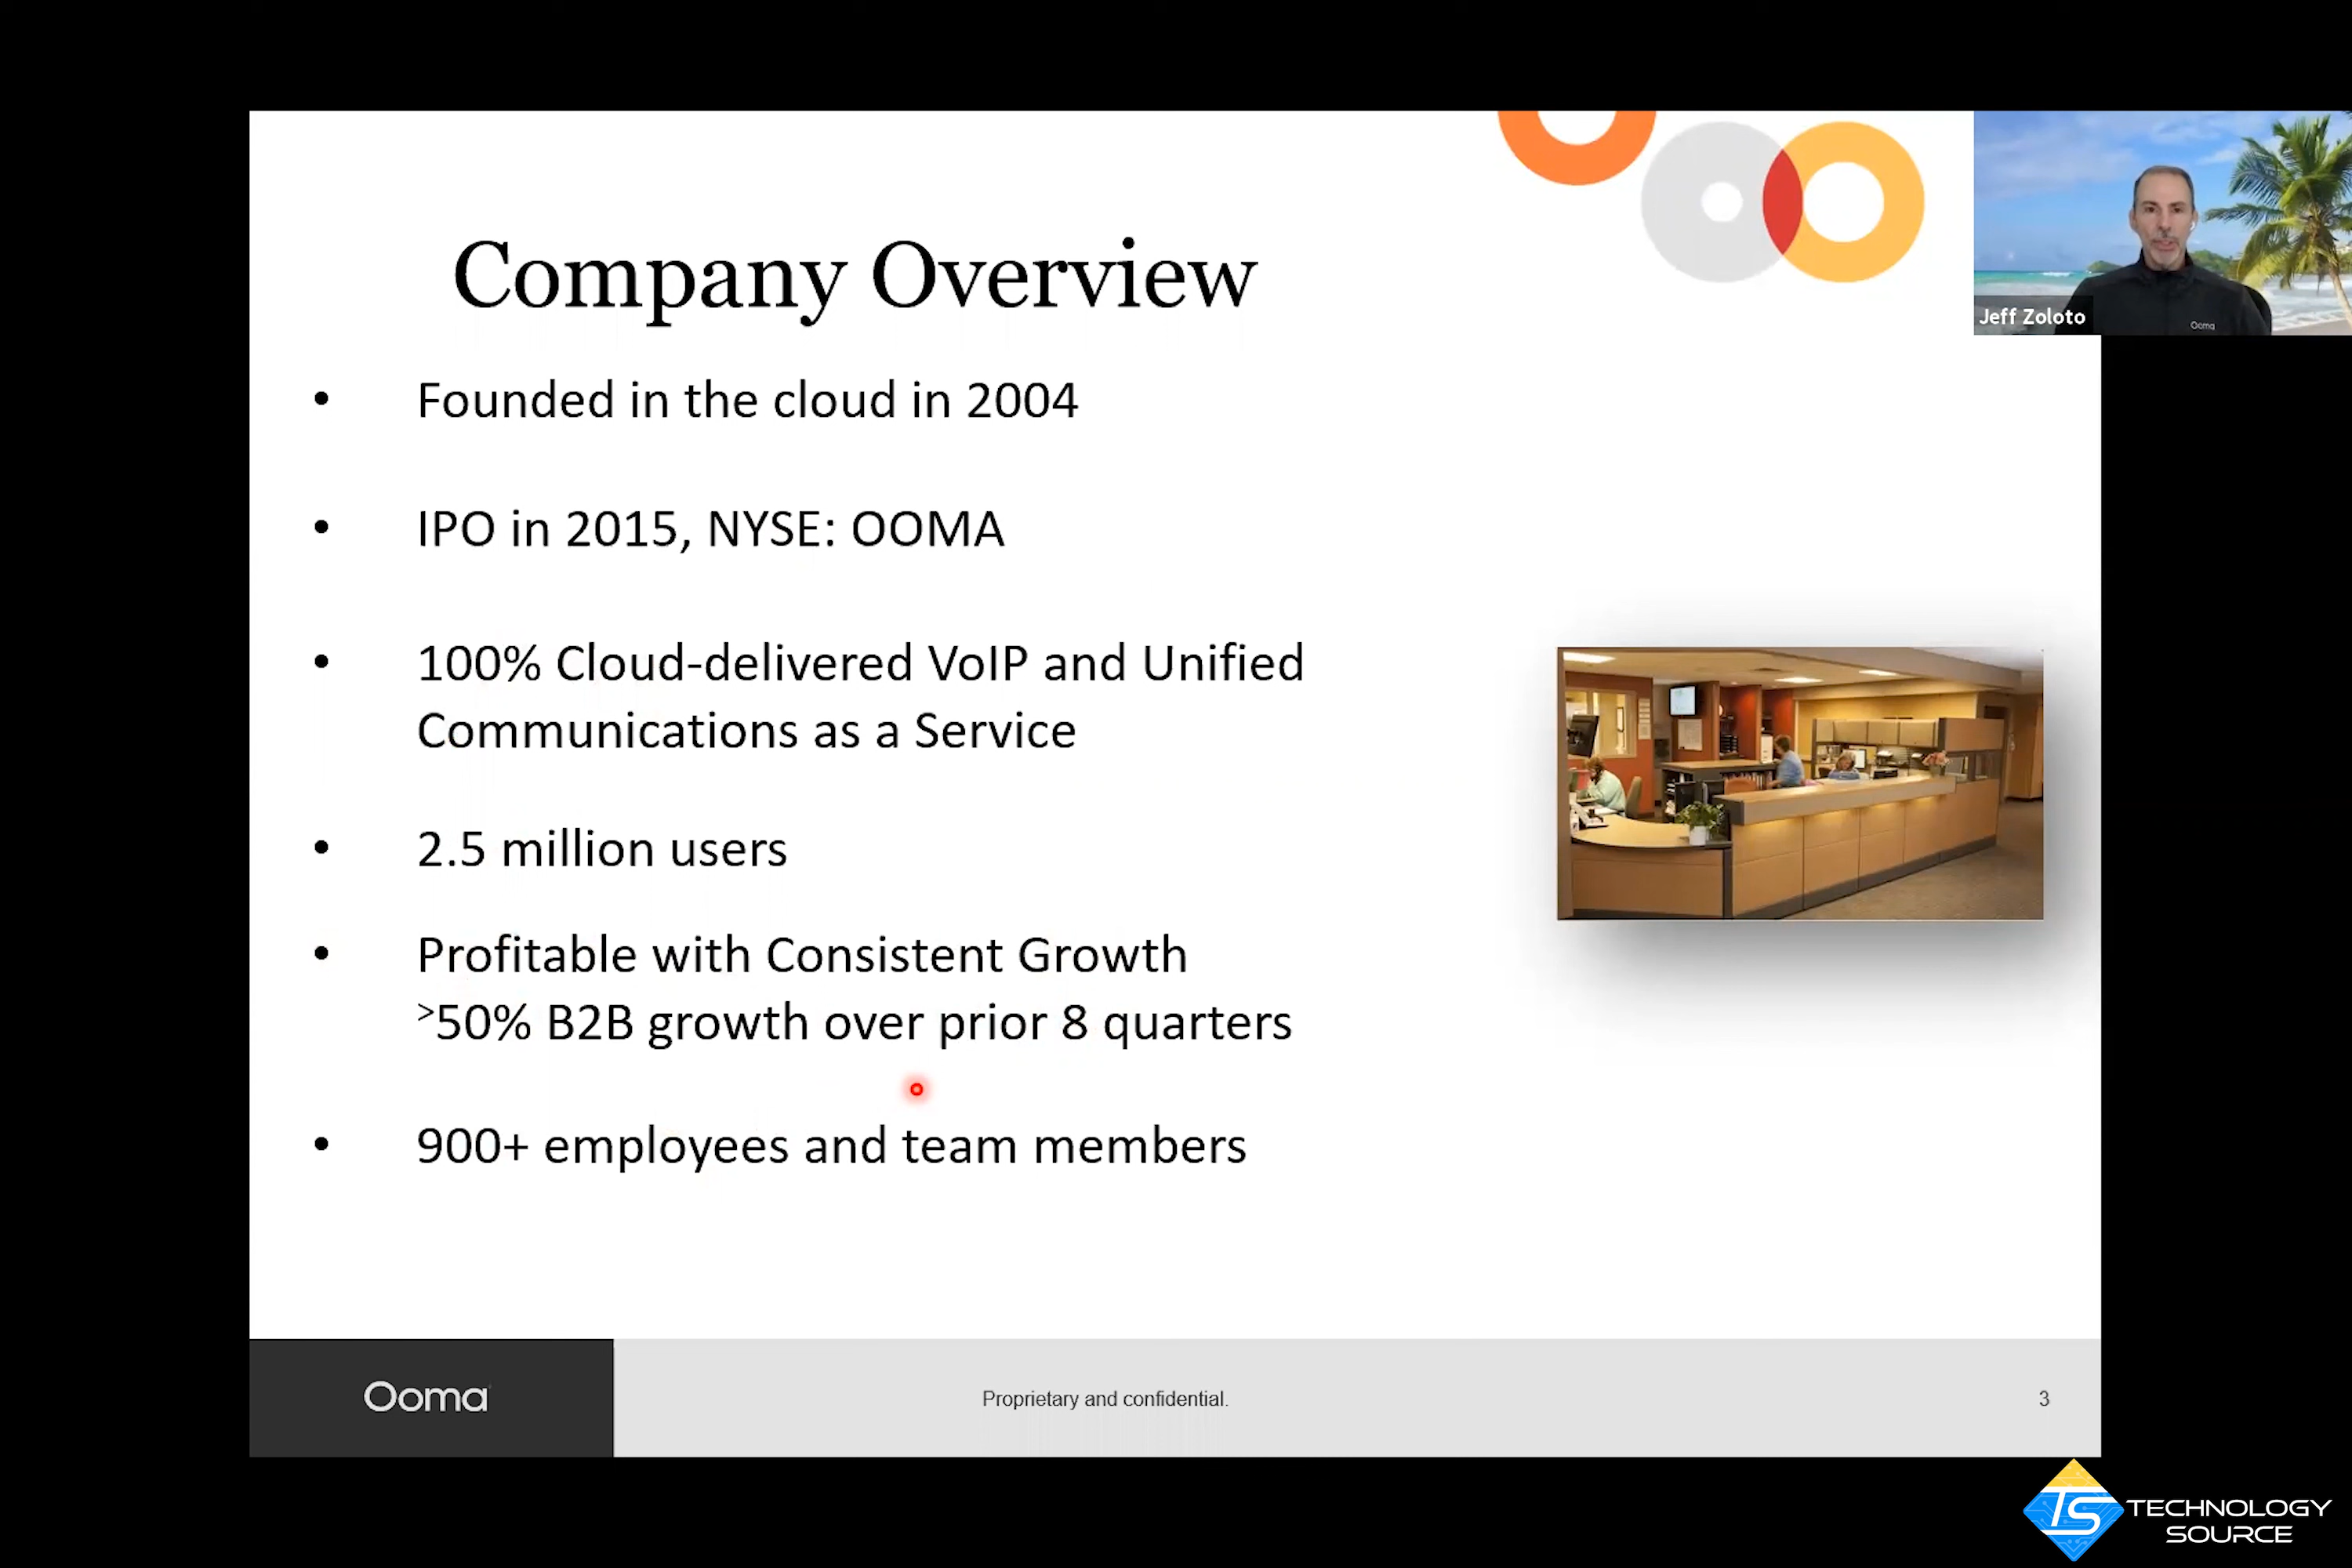 Company Overview
Jeff Zoloto
Ooma
• Founded in the cloud in 2004
• IPO in 2015, NYSE: OOMA
• 100% Cloud-delivered VoIP and Unified
Communications as a Service
• 2.5 million users
• Profitable with Consistent Growth
>50% B2B growth over prior 8 quarters
• 900+ employees and team members
Ooma
Proprietary and confidential.
3
TS
TECHNOLOGY
SOURCE